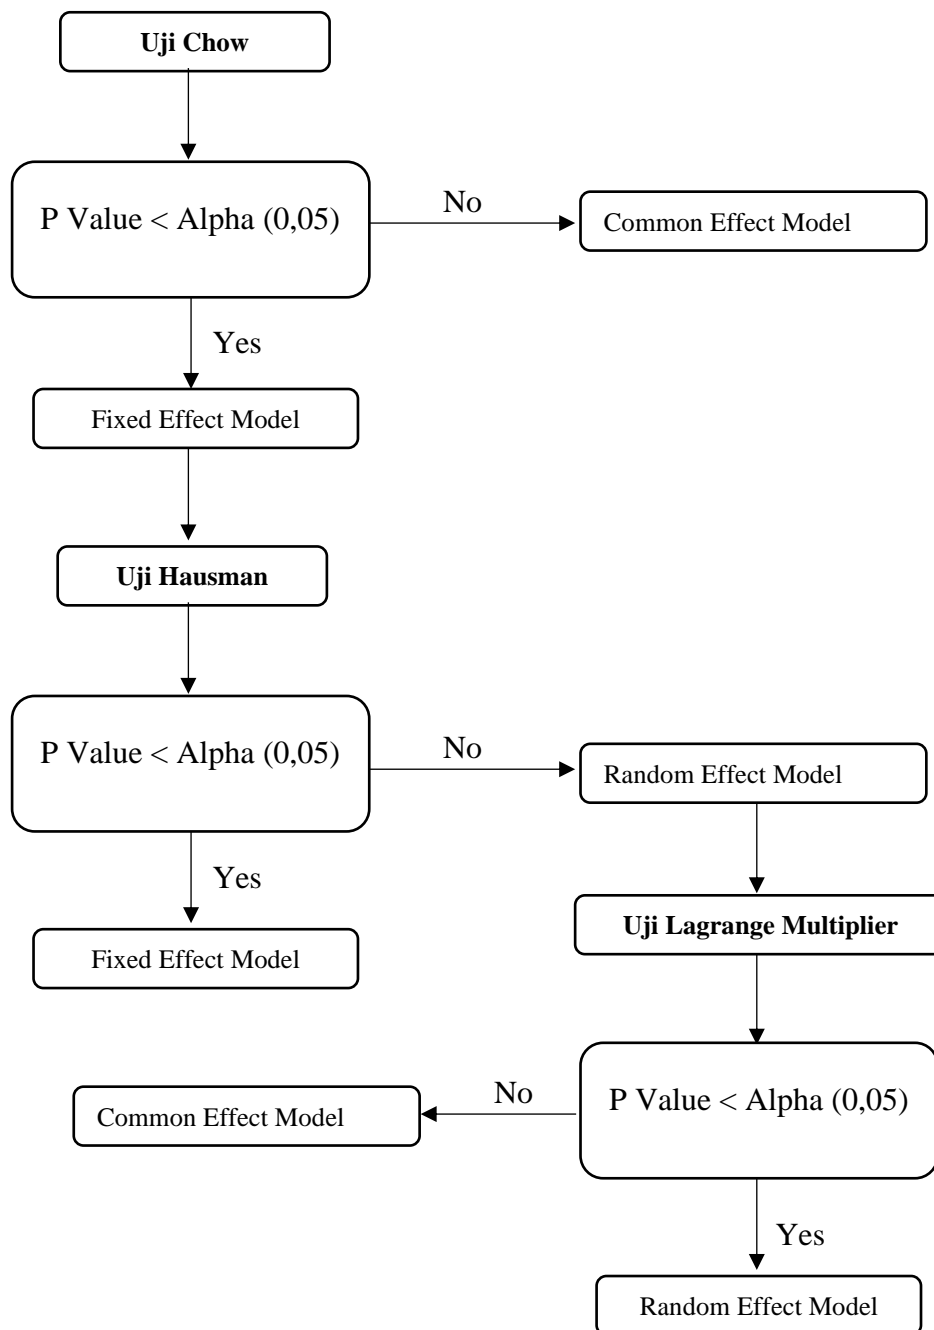 Uji Chow
P Value < Alpha (0,05)
No
Common Effect Model
Yes
Fixed Effect Model
Uji Hausman
P Value < Alpha (0,05)
No
Random Effect Model
Yes
Fixed Effect Model
Uji Lagrange Multiplier
P Value < Alpha (0,05)
No
Common Effect Model
Yes
Random Effect Model